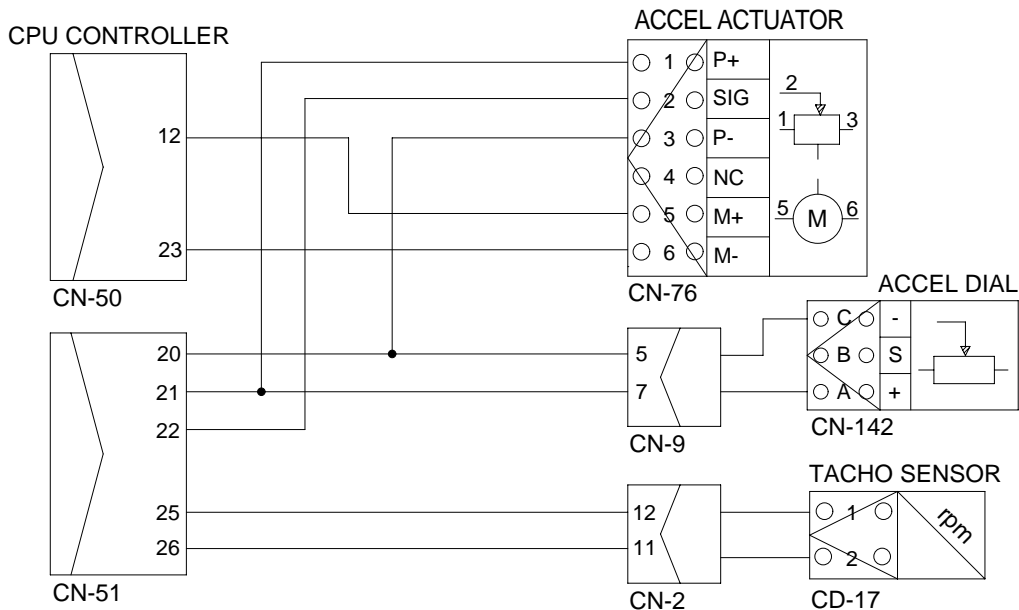 ACCEL ACTUATOR
CPU CONTROLLER
12
23
CN-50
1 P+
2 SIG
3 P-
4 NC
5 M+
6 M-
2
1 3
5 M 6
CN-76
ACCEL DIAL
C -
B S
A +
CN-142
20
21
22
25
26
CN-51
5
7
CN-9
12
11
CN-2
TACHO SENSOR
1
2
rpm
CD-17